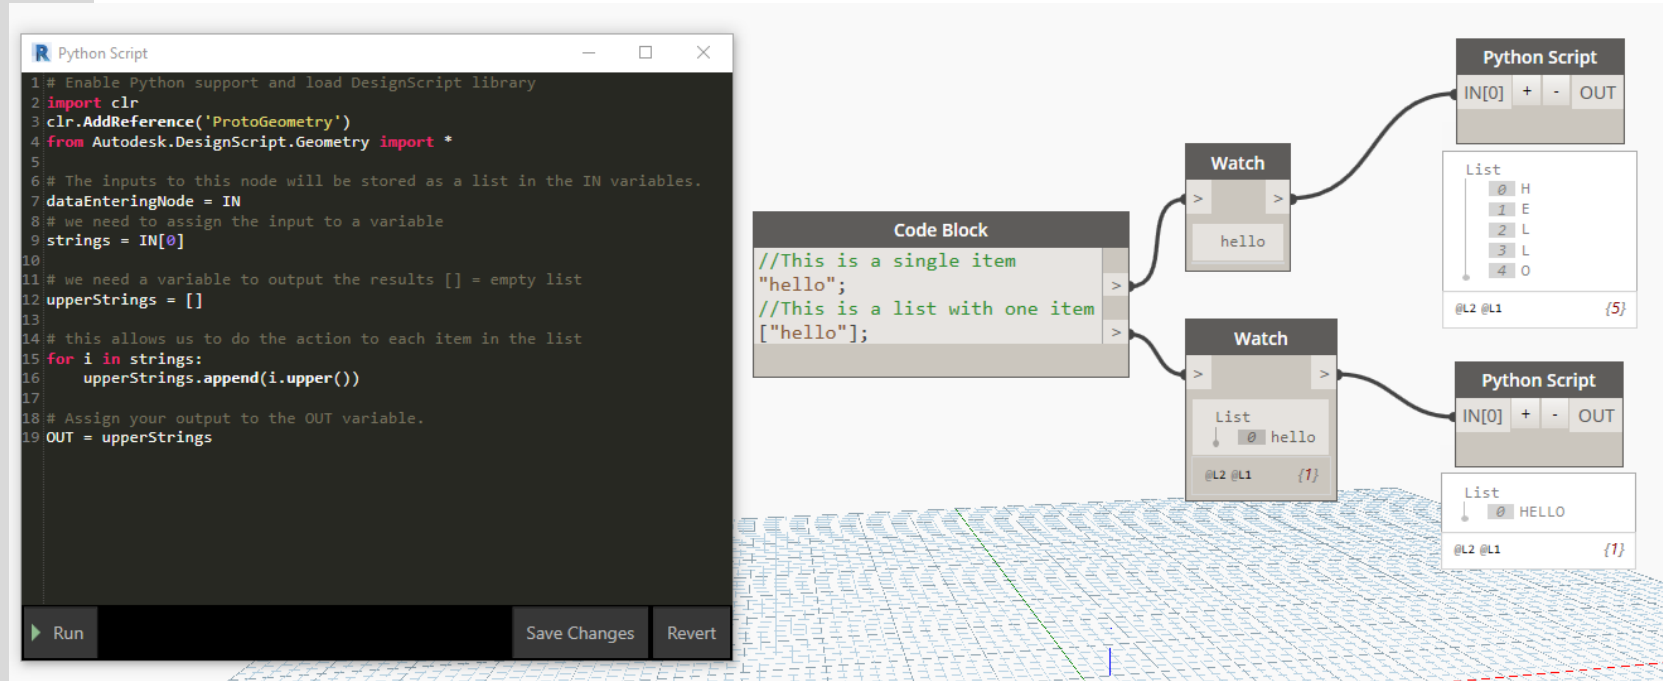 Python Script
1 # Enable Python support and load DesignScript library
2 import clr
3 clr.AddReference('ProtoGeometry')
4 from Autodesk.DesignScript.Geometry import *
5
6 # The inputs to this node will be stored as a list in the IN variables.
7 dataEnteringNode = IN
8 # we need to assign the input to a variable
9 strings = IN[0]
10
11 # we need a variable to output the results [] = empty list
12 upperStrings = []
13
14 # this allows us to do the action to each item in the list
15 for i in strings:
16     upperStrings.append(i.upper())
17
18 # Assign your output to the OUT variable.
19 OUT = upperStrings
Run
Save Changes
Revert
Code Block
//This is a single item
"hello"; >
//This is a list with one item
["hello"]; >
Watch
> >
hello
Watch
> >
List
0 hello
@L2 @L1 {1}
Python Script
IN[0] + - OUT
List
0 H
1 E
2 L
3 L
4 O
@L2 @L1 {5}
Python Script
IN[0] + - OUT
List
0 HELLO
@L2 @L1 {1}